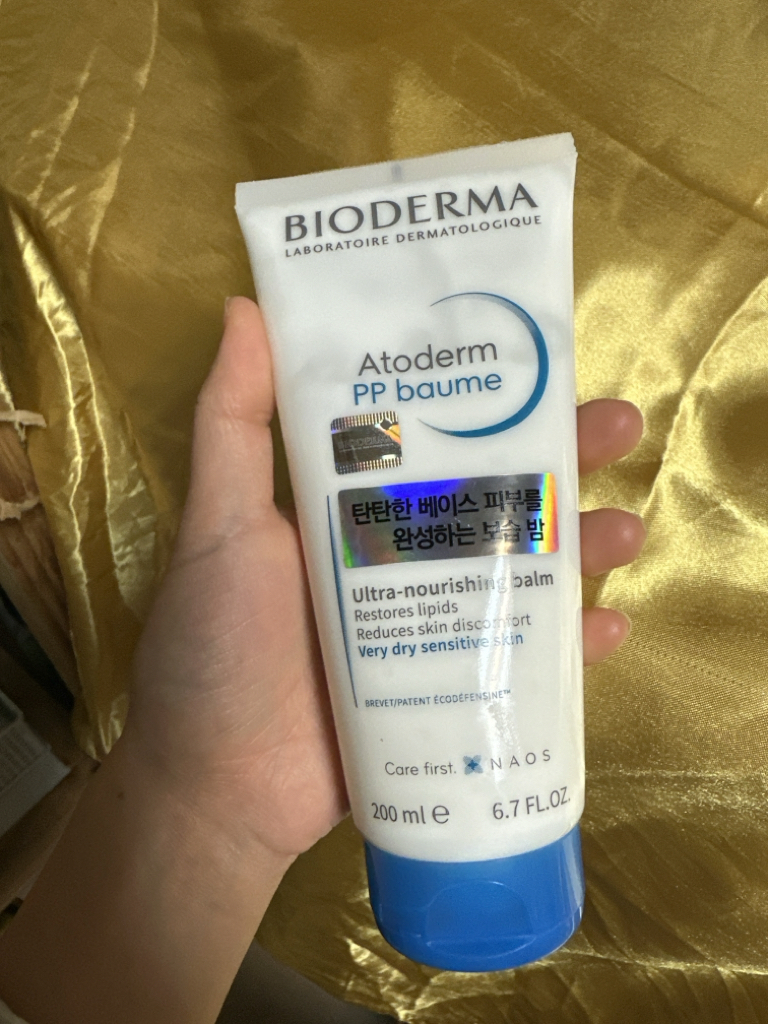 BIODERMA
LABORATOIRE DERMATOLOGIQUE
Atoderm
PP baume
BIODERMA
탄탄한 베이스 피부를
완성하는 보습 밤
Ultra-nourishing balm
Restores lipids
Reduces skin discomfort
Very dry sensitive skin
BREVET/PATENT ÉCODÉFENSINE™
Care first. NAOS
200 ml e 6.7 FL.OZ.